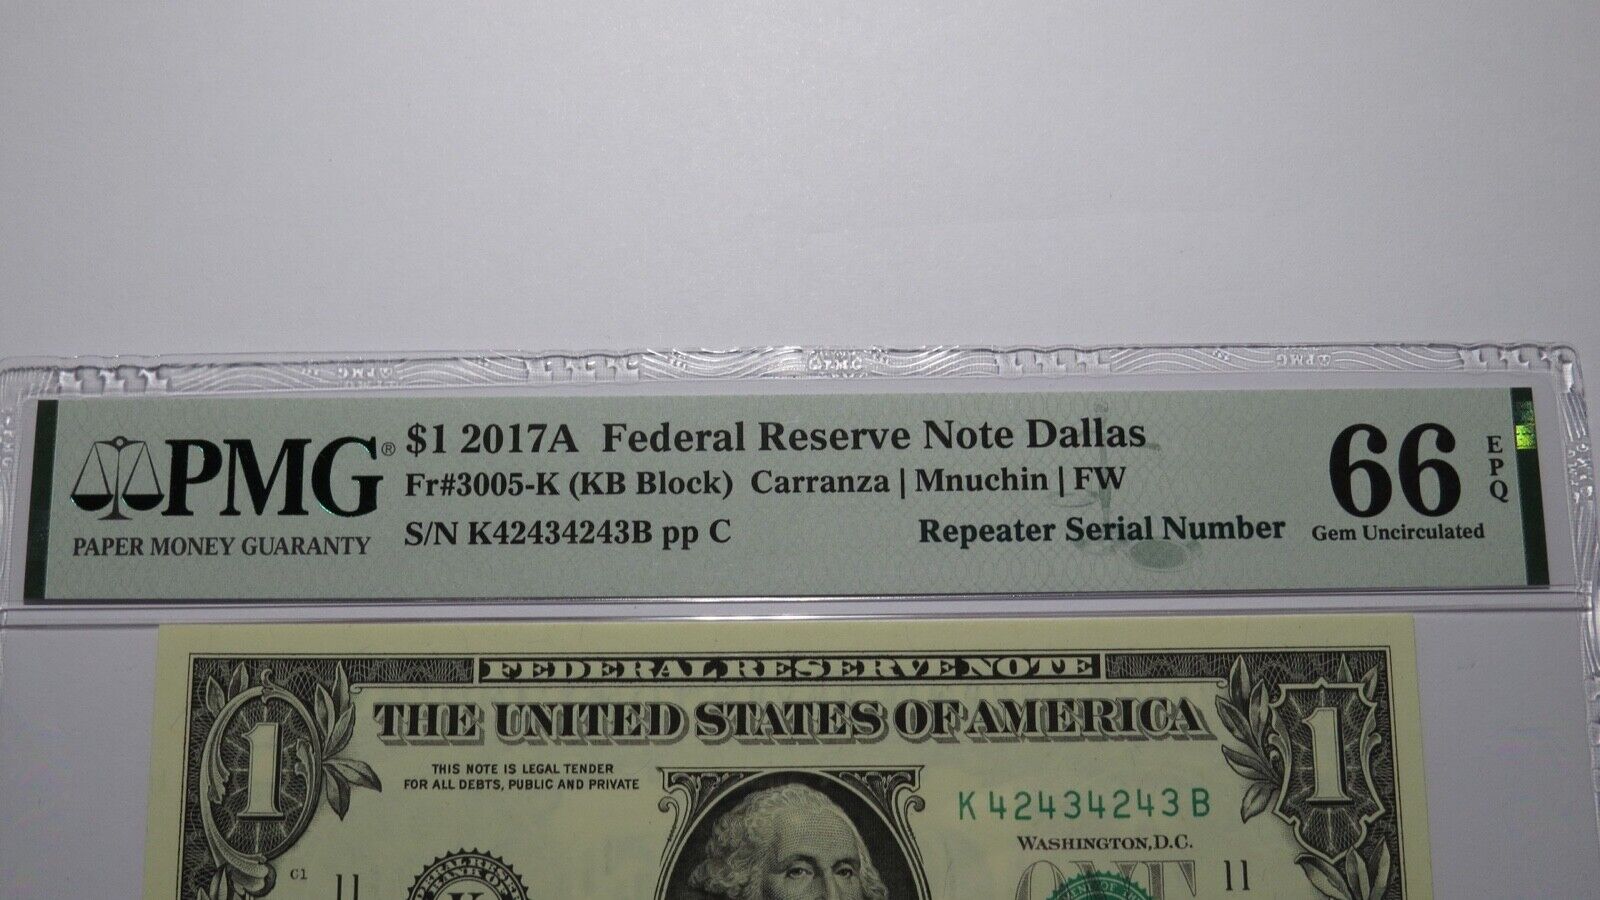 PMG®
PAPER MONEY GUARANTY
$1 2017A Federal Reserve Note Dallas
Fr#3005-K (KB Block) Carranza | Mnuchin | FW
S/N K42434243B pp C
Repeater Serial Number
66
EPQ
Gem Uncirculated
FEDERAL RESERVE NOTE
THE UNITED STATES OF AMERICA
1
1
THIS NOTE IS LEGAL TENDER
FOR ALL DEBTS, PUBLIC AND PRIVATE
K 42434243 B
WASHINGTON, D.C.
C1
11
11